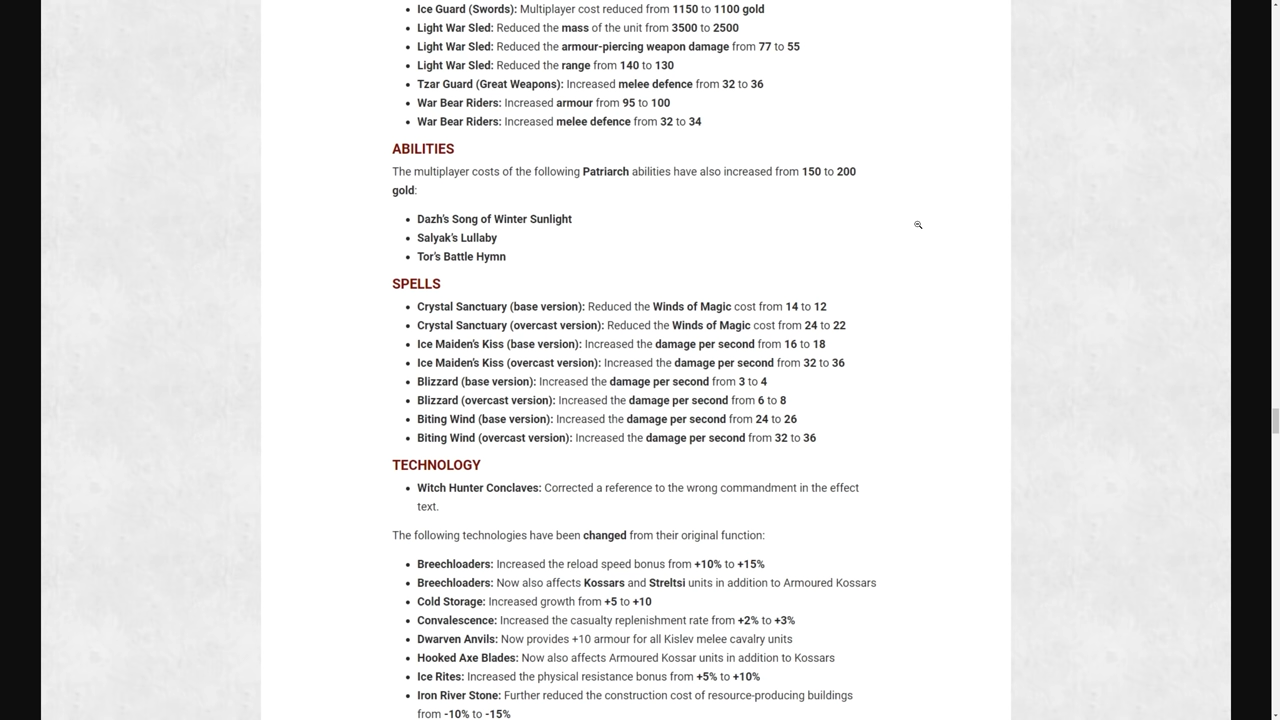 Ice Guard (Swords): Multiplayer cost reduced from 1150 to 1100 gold
Light War Sled: Reduced the mass of the unit from 3500 to 2500
Light War Sled: Reduced the armour-piercing weapon damage from 77 to 55
Light War Sled: Reduced the range from 140 to 130
Tzar Guard (Great Weapons): Increased melee defence from 32 to 36
War Bear Riders: Increased armour from 95 to 100
War Bear Riders: Increased melee defence from 32 to 34
ABILITIES
The multiplayer costs of the following Patriarch abilities have also increased from 150 to 200
gold:
Dazh’s Song of Winter Sunlight
Salyak’s Lullaby
Tor’s Battle Hymn
SPELLS
Crystal Sanctuary (base version): Reduced the Winds of Magic cost from 14 to 12
Crystal Sanctuary (overcast version): Reduced the Winds of Magic cost from 24 to 22
Ice Maiden’s Kiss (base version): Increased the damage per second from 16 to 18
Ice Maiden’s Kiss (overcast version): Increased the damage per second from 32 to 36
Blizzard (base version): Increased the damage per second from 3 to 4
Blizzard (overcast version): Increased the damage per second from 6 to 8
Biting Wind (base version): Increased the damage per second from 24 to 26
Biting Wind (overcast version): Increased the damage per second from 32 to 36
TECHNOLOGY
Witch Hunter Conclaves: Corrected a reference to the wrong commandment in the effect
text.
The following technologies have been changed from their original function:
Breechloaders: Increased the reload speed bonus from +10% to +15%
Breechloaders: Now also affects Kossars and Streltsi units in addition to Armoured Kossars
Cold Storage: Increased growth from +5 to +10
Convalescence: Increased the casualty replenishment rate from +2% to +3%
Dwarven Anvils: Now provides +10 armour for all Kislev melee cavalry units
Hooked Axe Blades: Now also affects Armoured Kossar units in addition to Kossars
Ice Rites: Increased the physical resistance bonus from +5% to +10%
Iron River Stone: Further reduced the construction cost of resource-producing buildings
from -10% to -15%